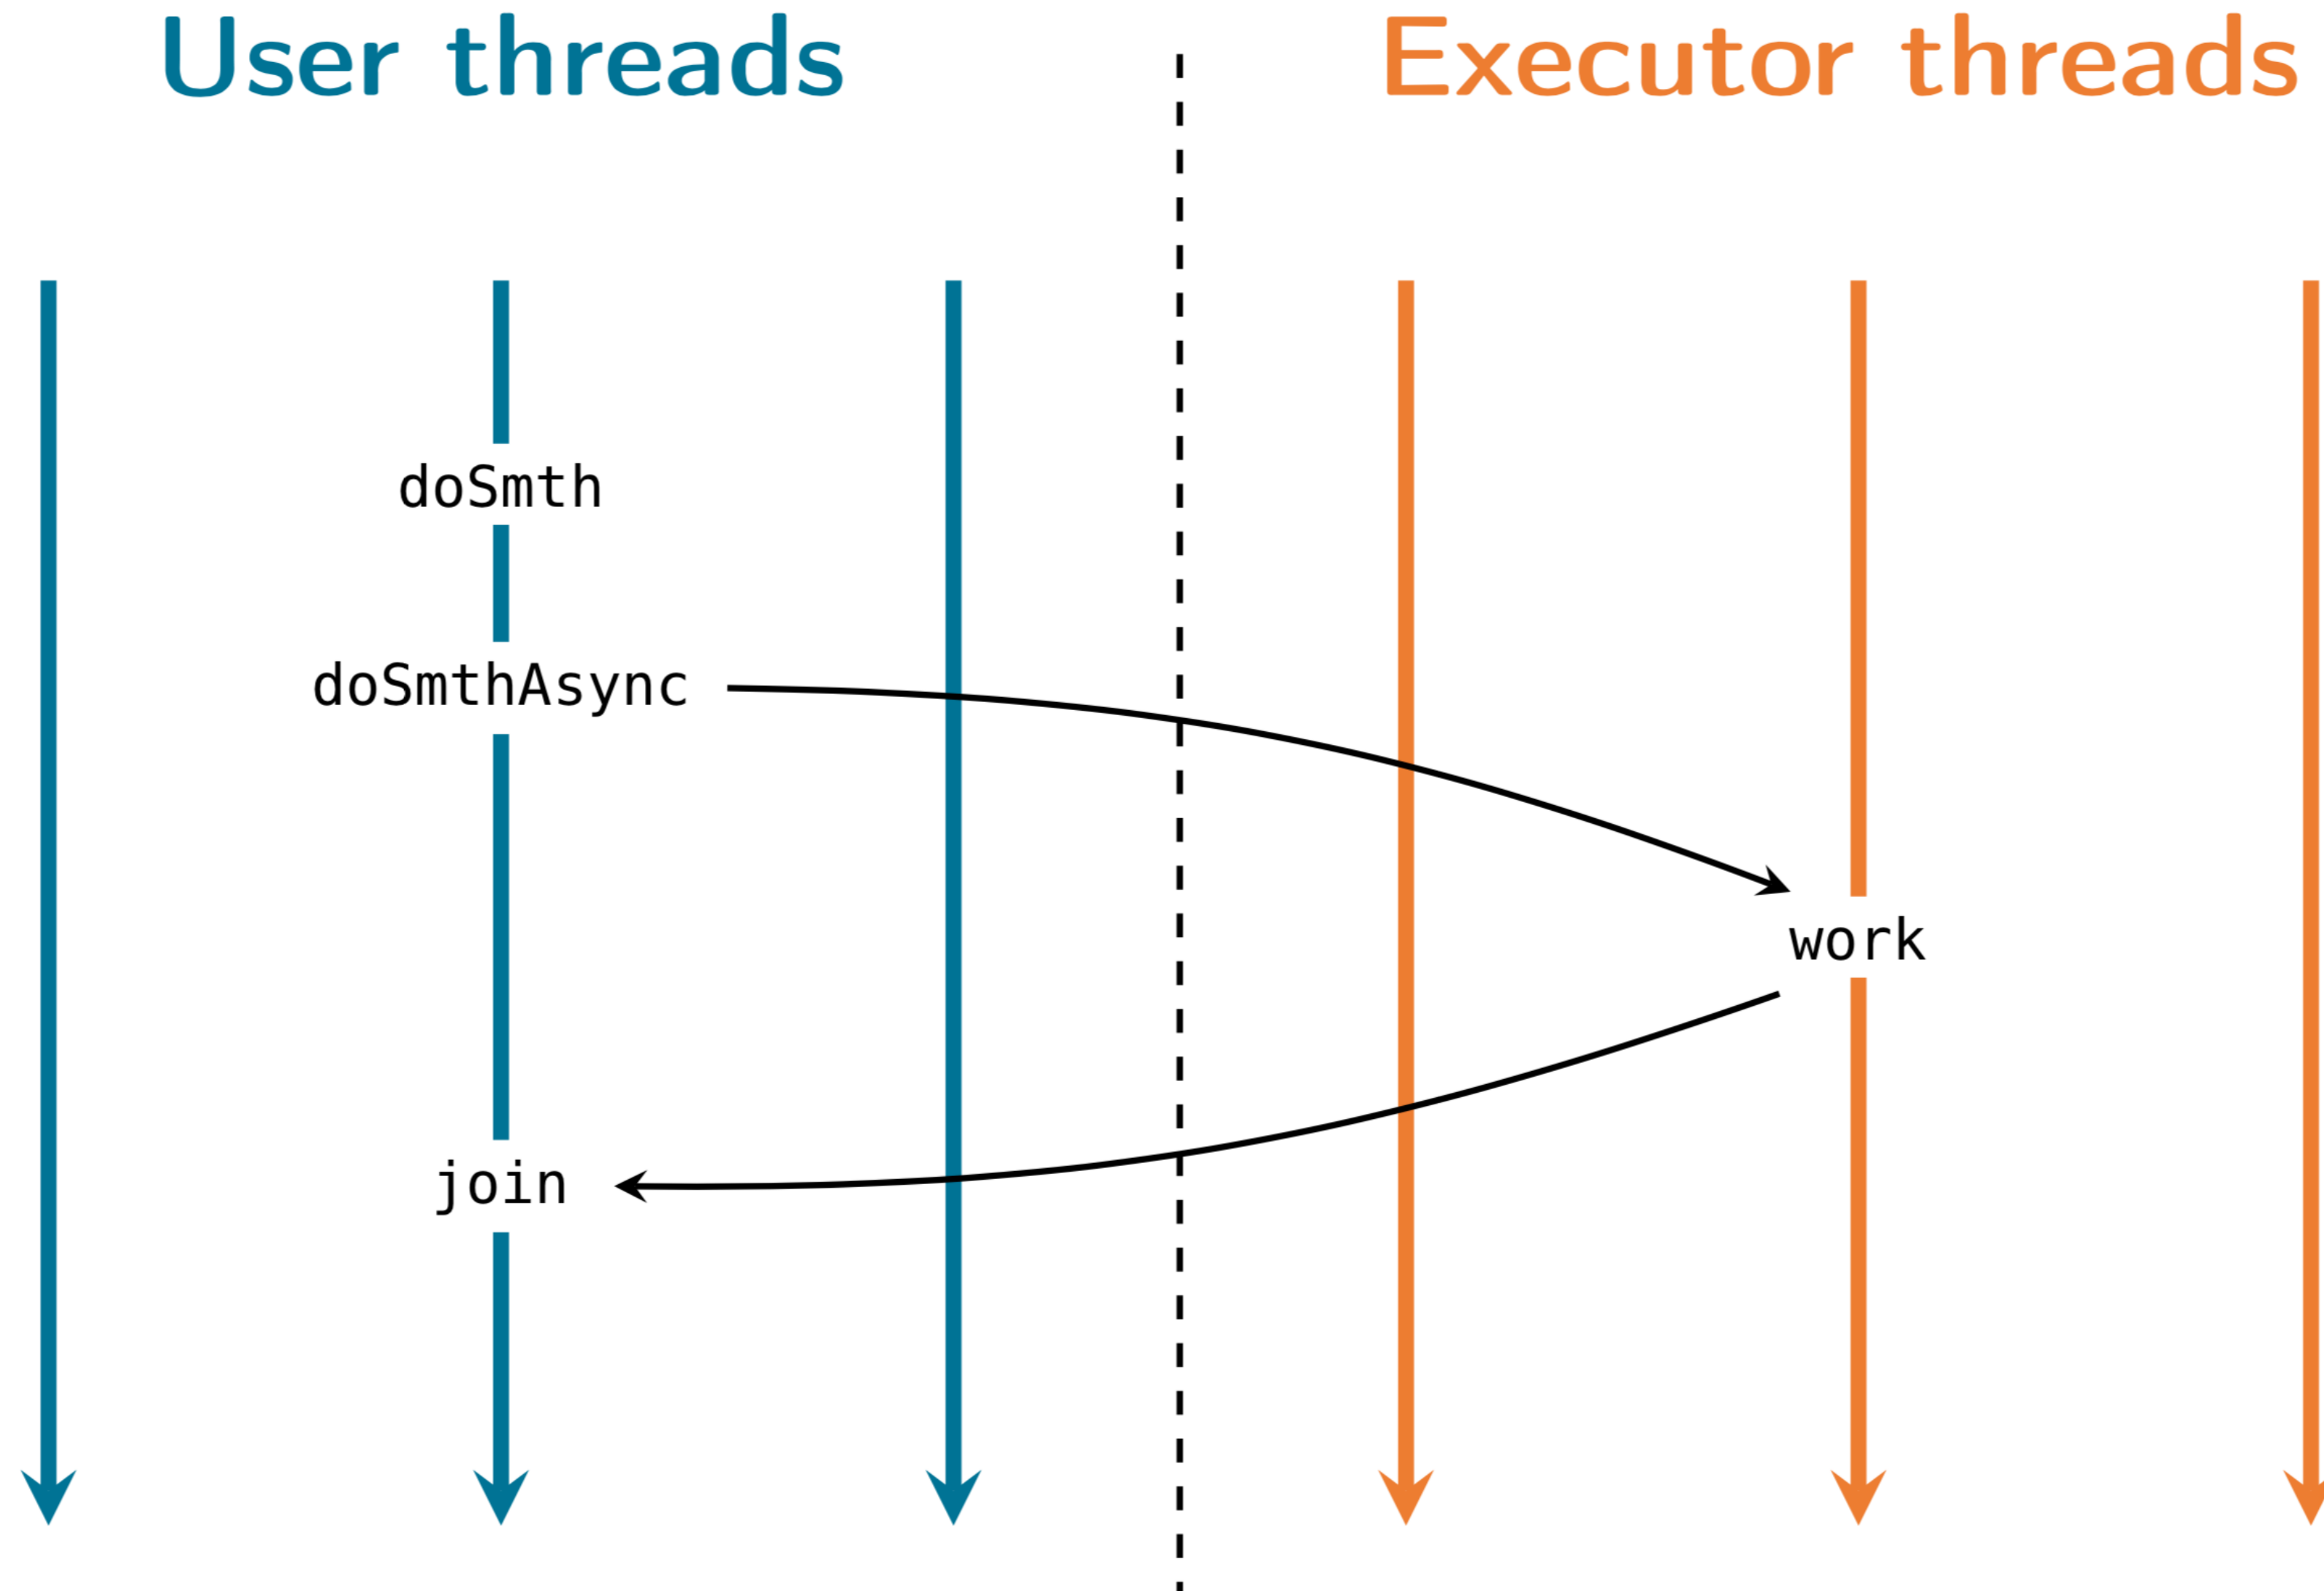 User threads
Executor threads
doSmth
doSmthAsync
work
join